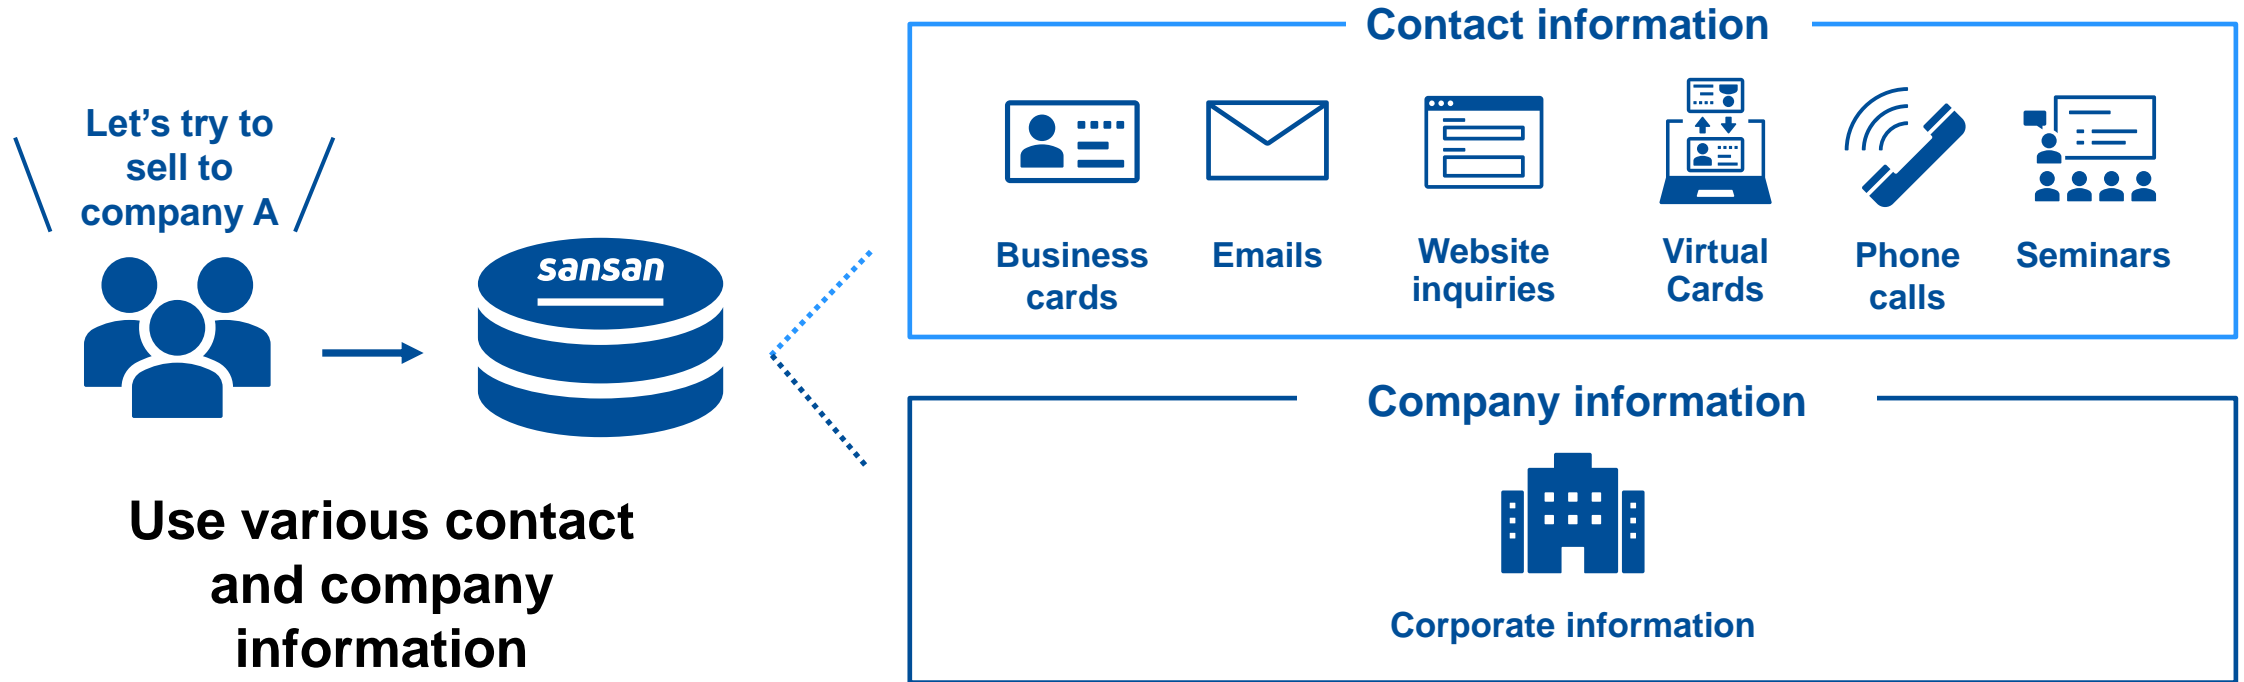 Let’s try to
sell to
company A
sansan
Use various contact
and company
information
Contact information
Business
cards
Emails
Website
inquiries
Virtual
Cards
Phone
calls
Seminars
Company information
Corporate information